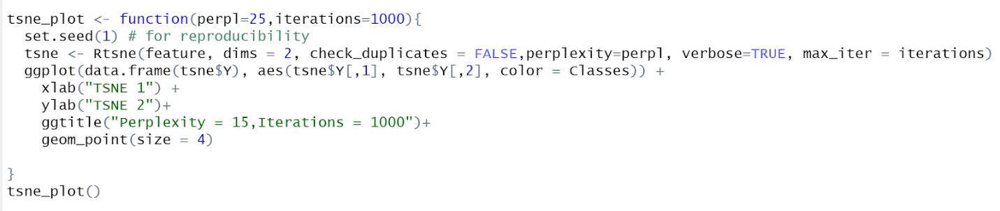 tsne_plot <- function(perpl=25,iterations=1000){
set.seed(1) # for reproducibility
tsne <- Rtsne(feature, dims = 2, check_duplicates = FALSE,perplexity=perpl, verbose=TRUE, max_iter = iterations)
ggplot(data.frame(tsne$Y), aes(tsne$Y[,1], tsne$Y[,2], color = Classes)) +
xlab("TSNE 1") +
ylab("TSNE 2")+
ggtitle("Perplexity = 15,Iterations = 1000")+
geom_point(size = 4)
}
tsne_plot()